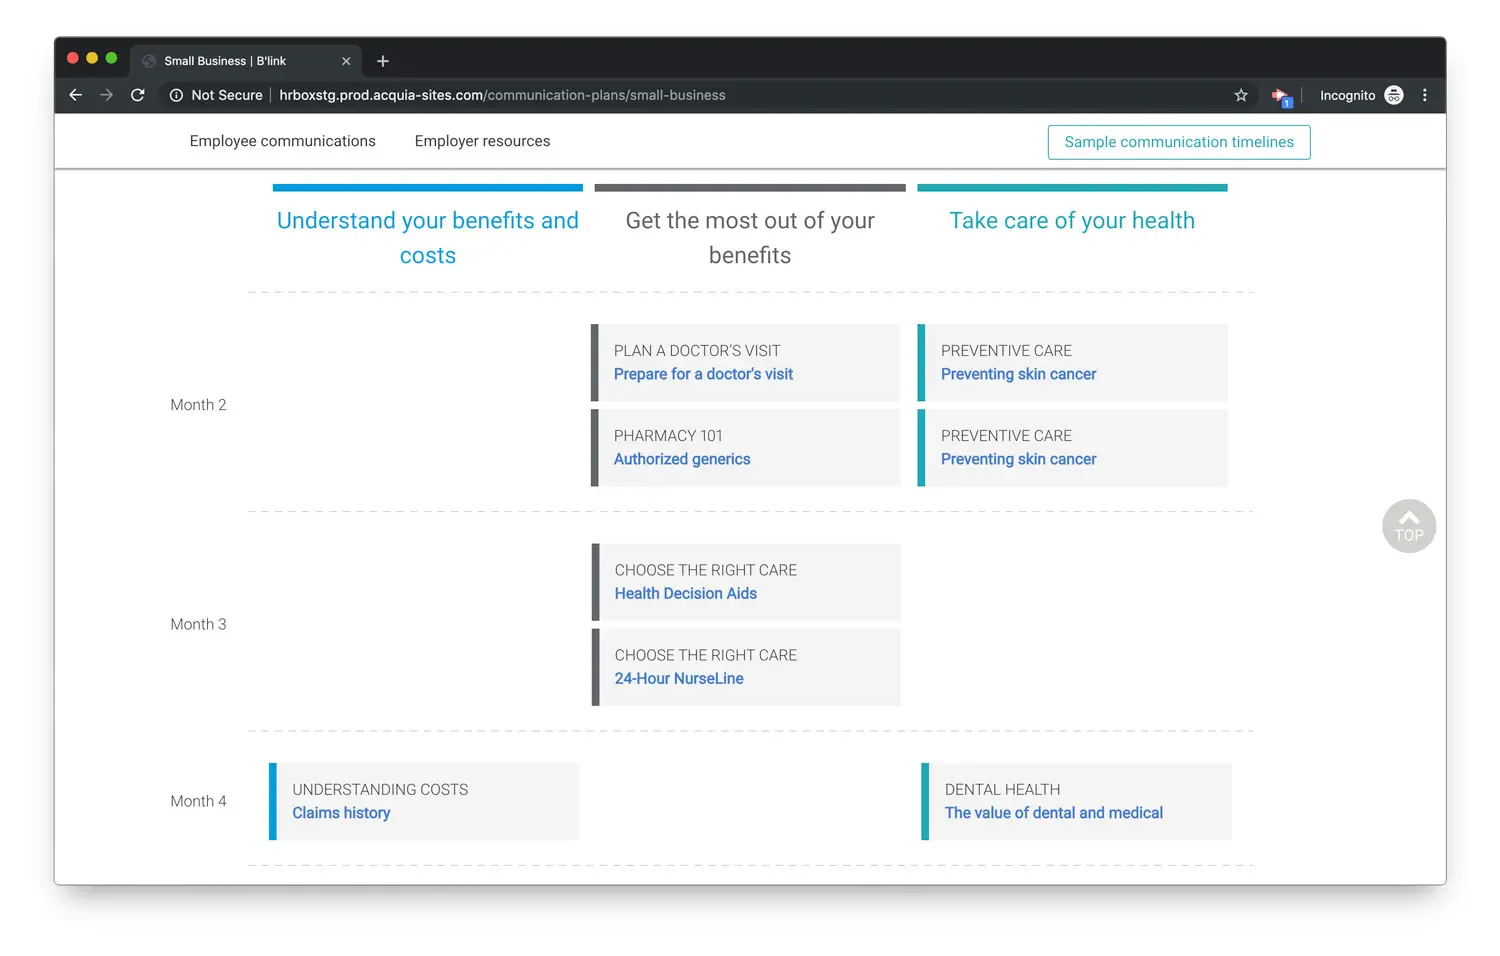 Small Business | B'link
Not Secure | hrboxstg.prod.acquia-sites.com/communication-plans/small-business
1
Incognito
Employee communications
Employer resources
Sample communication timelines
Understand your benefits and
costs
Get the most out of your
benefits
Take care of your health
Month 2
PLAN A DOCTOR'S VISIT
Prepare for a doctor's visit
PREVENTIVE CARE
Preventing skin cancer
PHARMACY 101
Authorized generics
PREVENTIVE CARE
Preventing skin cancer
TOP
Month 3
CHOOSE THE RIGHT CARE
Health Decision Aids
CHOOSE THE RIGHT CARE
24-Hour NurseLine
Month 4
UNDERSTANDING COSTS
Claims history
DENTAL HEALTH
The value of dental and medical